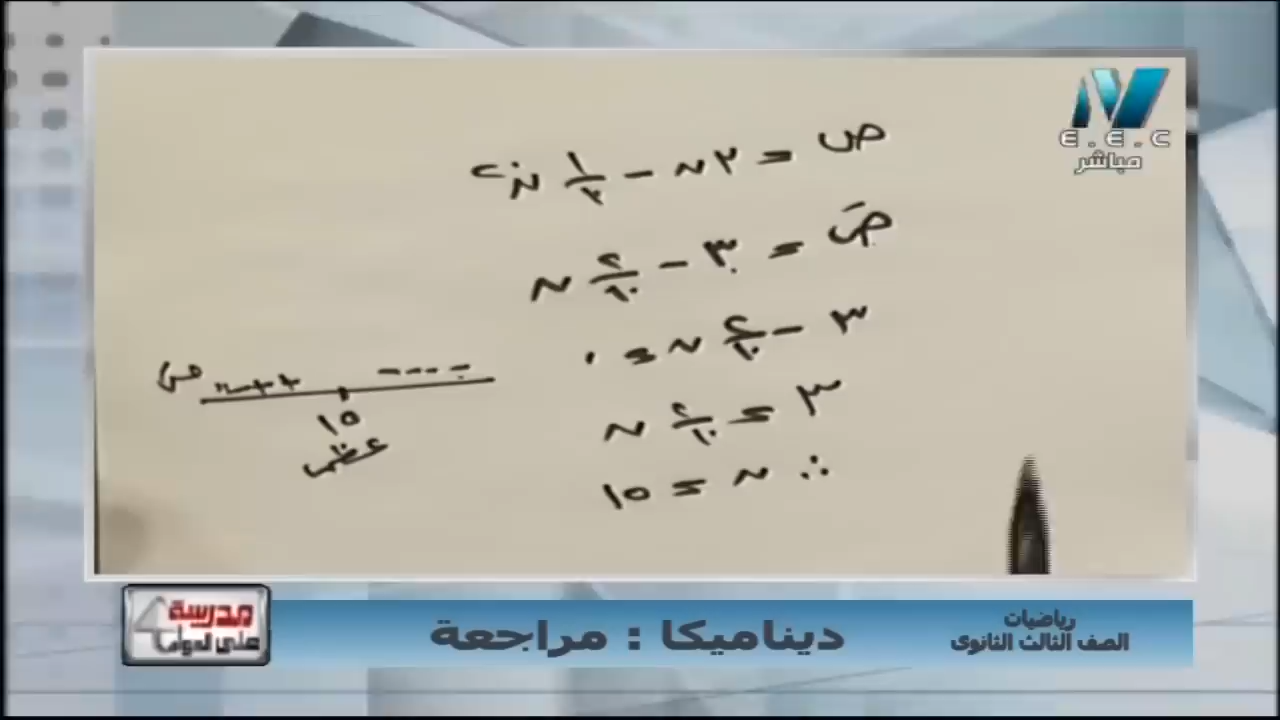 E.E.C
مباشر
ص = ٣ن - ١/٢ ن٢
صَ = ٣ - ٢/١٠ ن
٣ - ٢/١٠ ن = ٠
٣ = ٢/١٠ ن
∴ ن = ١٥
صَ +++ ----
١٥
عظمى
رياضيات
الصف الثالث الثانوى
ديناميكا : مراجعة
مدرسة
على الهواء